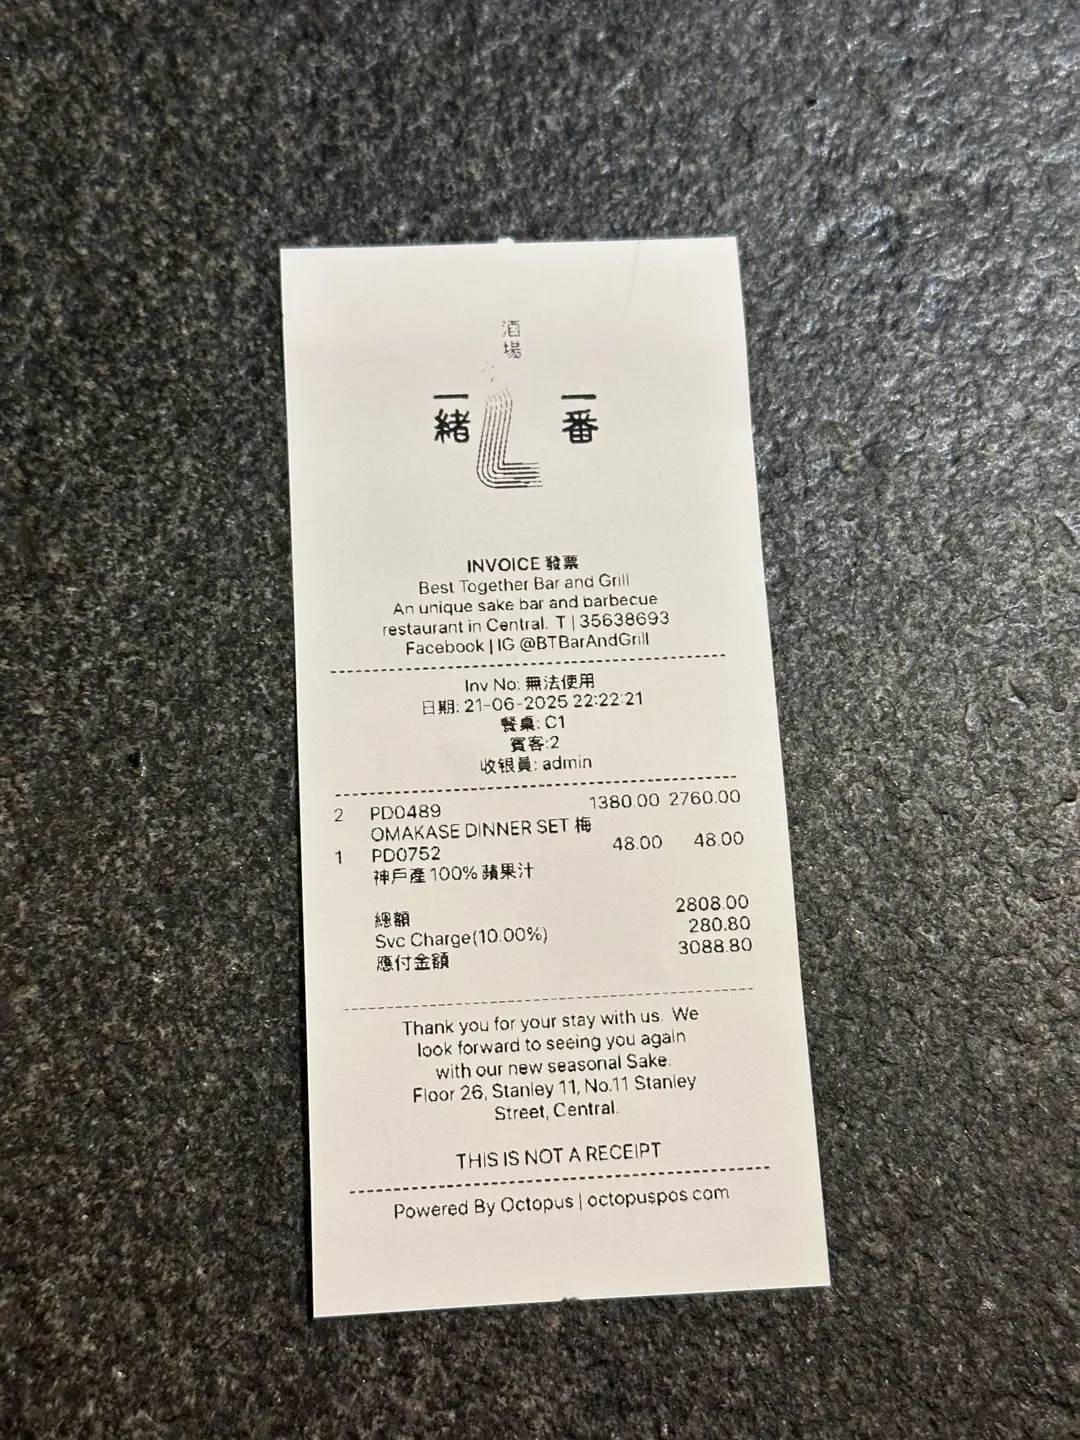 酒場
一緒 一番
INVOICE 發票
Best Together Bar and Grill
An unique sake bar and barbecue
restaurant in Central. T | 35638693
Facebook | IG @BTBarAndGrill
Inv No: 無法使用
日期: 21-06-2025 22:22:21
餐桌: C1
賓客:2
收银員: admin
2 PD0489 1380.00 2760.00
OMAKASE DINNER SET 梅
1 PD0752 48.00 48.00
神戶產100% 蘋果汁
總額 2808.00
Svc Charge(10.00%) 280.80
應付金額 3088.80
Thank you for your stay with us. We
look forward to seeing you again
with our new seasonal Sake.
Floor 26, Stanley 11, No.11 Stanley
Street, Central.
THIS IS NOT A RECEIPT
Powered By Octopus | octopuspos.com